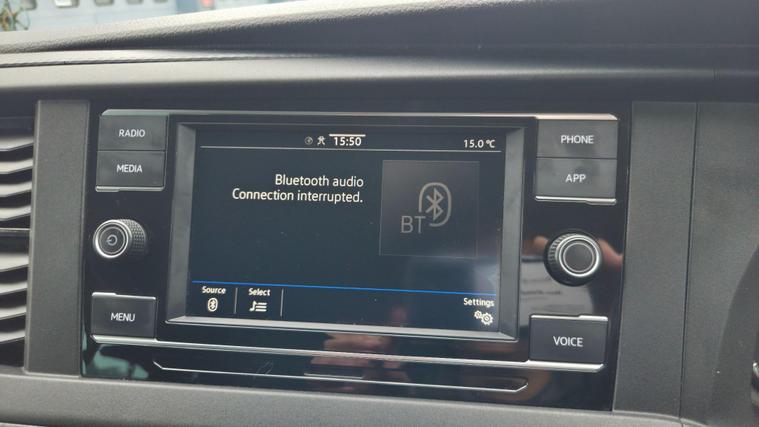 RADIO
MEDIA
MENU
15:50
15.0 °C
Bluetooth audio
Connection interrupted.
BT
Source
Select
Settings
PHONE
APP
VOICE